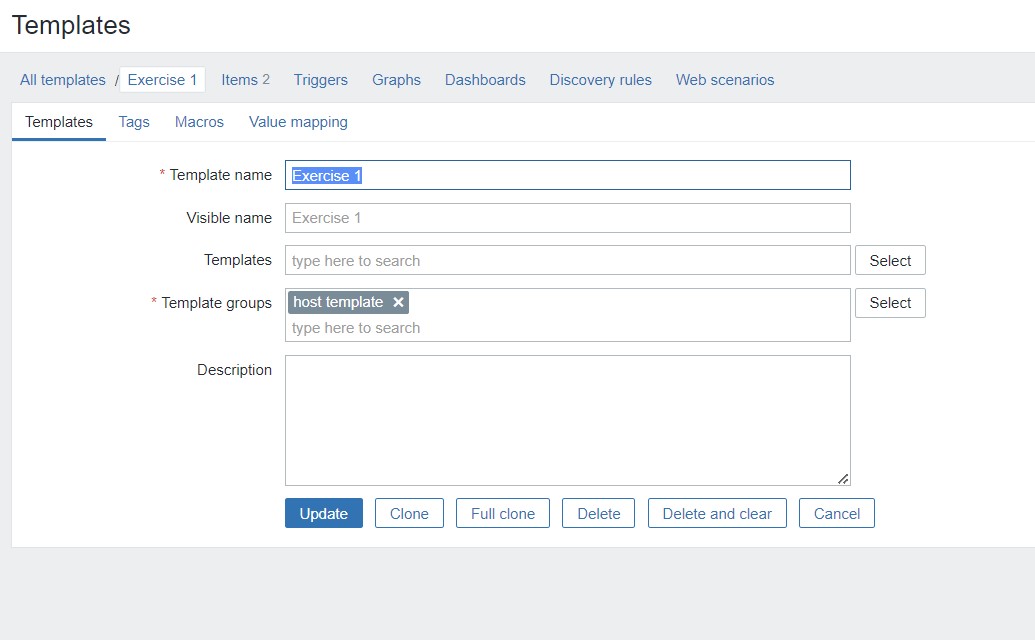 Templates
All templates / Exercise 1 Items 2 Triggers Graphs Dashboards Discovery rules Web scenarios
Templates Tags Macros Value mapping
* Template name Exercise 1
Visible name Exercise 1
Templates type here to search Select
* Template groups host template × Select
type here to search
Description
Update Clone Full clone Delete Delete and clear Cancel